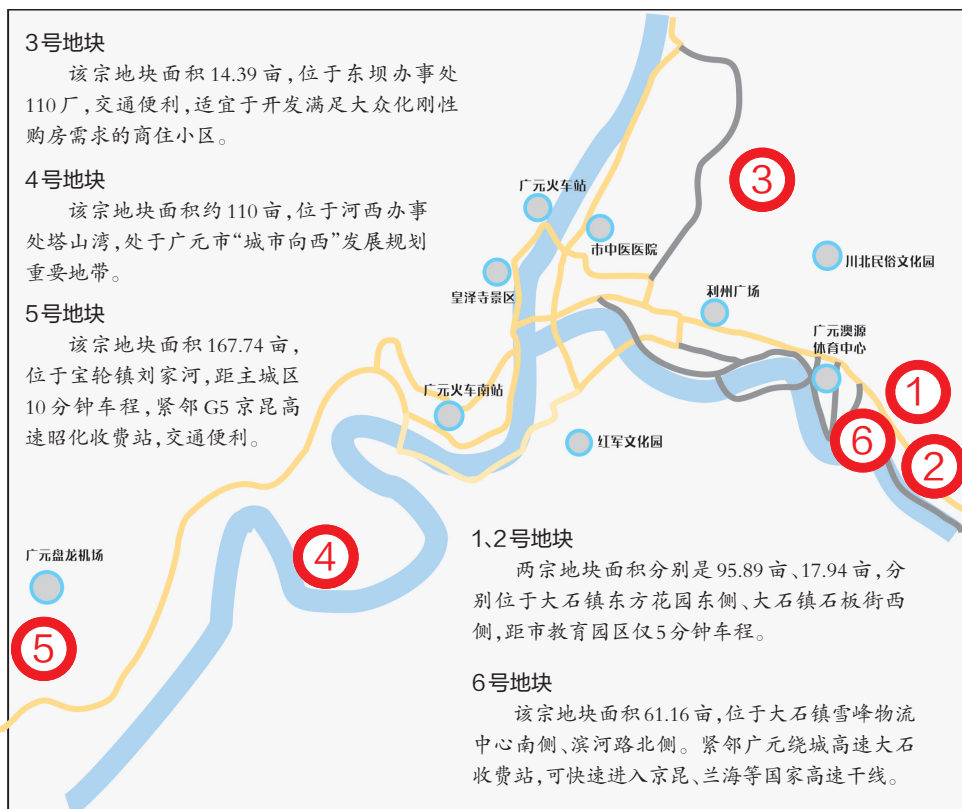 3号地块
该宗地块面积14.39亩,位于东坝办事处
110厂,交通便利,适宜于开发满足大众化刚性
购房需求的商住小区。
4号地块
该宗地块面积约110亩,位于河西办事
处塔山湾,处于广元市“城市向西”发展规划
重要地带。
5号地块
该宗地块面积167.74亩,
位于宝轮镇刘家河,距主城区
10分钟车程,紧邻G5京昆高
速昭化收费站,交通便利。
广元火车站
市中医医院
皇泽寺景区
3
川北民俗文化园
利州广场
广元澳源
体育中心
广元火车南站
红军文化园
1
6
2
4
广元盘龙机场
5
1、2号地块
两宗地块面积分别是95.89亩、17.94亩,分
别位于大石镇东方花园东侧、大石镇石板街西
侧,距市教育园区仅5分钟车程。
6号地块
该宗地块面积61.16亩,位于大石镇雪峰物流
中心南侧、滨河路北侧。紧邻广元绕城高速大石
收费站,可快速进入京昆、兰海等国家高速干线。